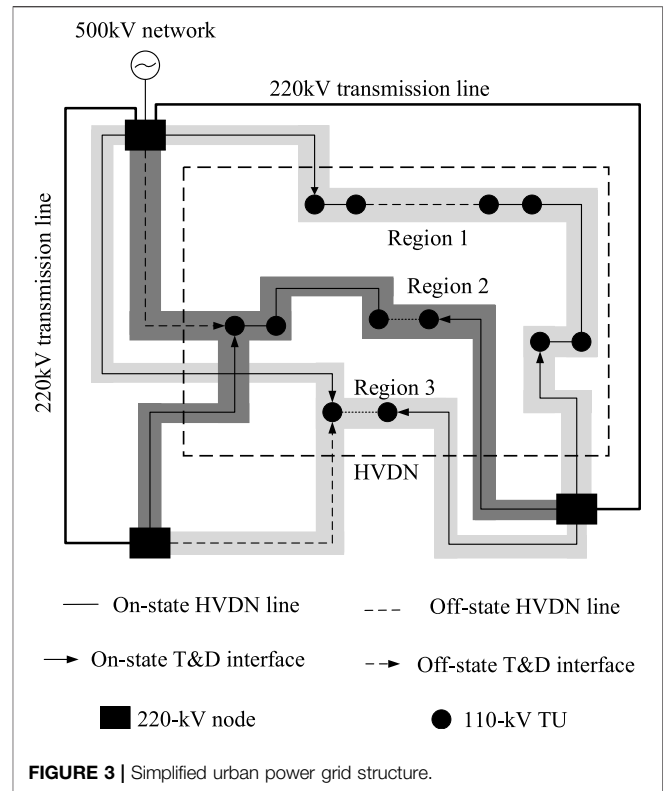 500kV network
220kV transmission line
220kV transmission line
Region 1
Region 2
Region 3
HVDN
On-state HVDN line
Off-state HVDN line
On-state T&D interface
Off-state T&D interface
220-kV node
110-kV TU
FIGURE 3 | Simplified urban power grid structure.